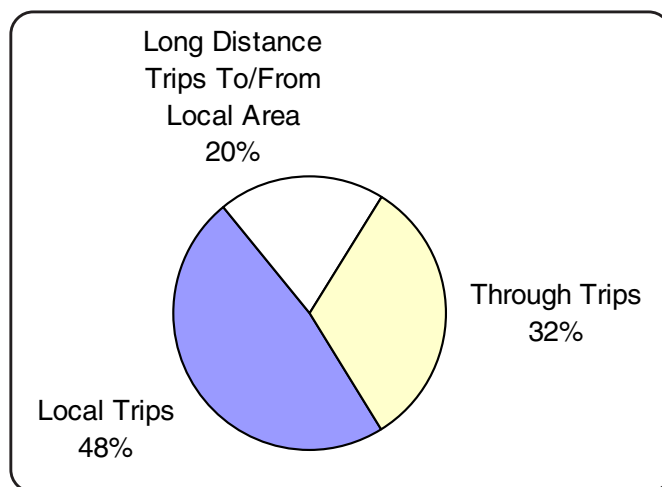 Long Distance
Trips To/From
Local Area
20%
Through Trips
32%
Local Trips
48%